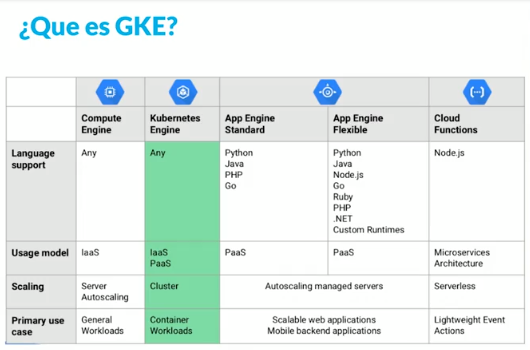 ¿Que es GKE?
Compute
Engine
Kubernetes
Engine
App Engine
Standard
App Engine
Flexible
Cloud
Functions
Language
support
Any
Any
Python
Java
PHP
Go
Python
Java
Node.js
Go
Ruby
PHP
.NET
Custom Runtimes
Node.js
Usage model
IaaS
IaaS
PaaS
PaaS
PaaS
Microservices
Architecture
Scaling
Server
Autoscaling
Cluster
Autoscaling managed servers
Serverless
Primary use
case
General
Workloads
Container
Workloads
Scalable web applications
Mobile backend applications
Lightweight Event
Actions